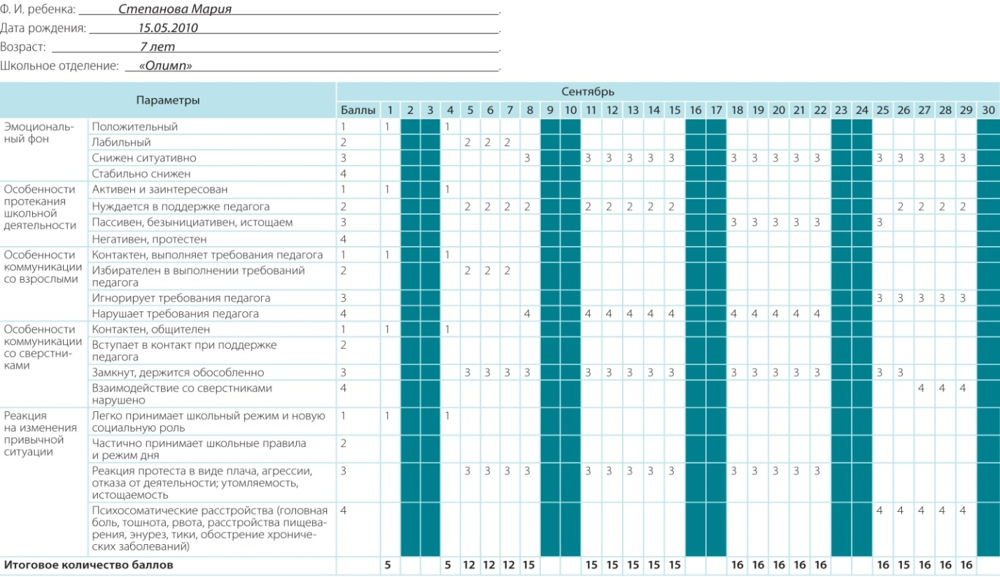 Ф. И. ребенка: Степанова Мария.
Дата рождения: 15.05.2010.
Возраст: 7 лет.
Школьное отделение: «Олимп».
Параметры Сентябрь
Баллы 1 2 3 4 5 6 7 8 9 10 11 12 13 14 15 16 17 18 19 20 21 22 23 24 25 26 27 28 29 30
Эмоциональ-
ный фон
Положительный 1 1 1
Лабильный 2 2 2 2
Снижен ситуативно 3 3 3 3 3 3 3 3 3 3 3 3 3 3 3 3 3
Стабильно снижен 4
Особенности
протекания
школьной
деятельности
Активен и заинтересован 1 1 1
Нуждается в поддержке педагога 2 2 2 2 2 2 2 2 2 2 2 2 2 2
Пассивен, безынициативен, истощаем 3 3 3 3 3 3 3
Негативен, протестен 4
Особенности
коммуникации
со взрослыми
Контактен, выполняет требования педагога 1 1 1
Избирателен в выполнении требований
педагога 2 2 2 2
Игнорирует требования педагога 3 3 3 3 3 3
Нарушает требования педагога 4 4 4 4 4 4 4 4 4 4 4 4
Особенности
коммуникации
со сверстни-
ками
Контактен, общителен 1 1 1
Вступает в контакт при поддержке
педагога 2
Замкнут, держится обособленно 3 3 3 3 3 3 3 3 3 3 3 3 3 3 3 3 3
Взаимодействие со сверстниками
нарушено 4 4 4 4
Реакция
на изменения
привычной
ситуации
Легко принимает школьный режим и новую
социальную роль 1 1 1
Частично принимает школьные правила
и режим дня 2
Реакция протеста в виде плача, агрессии,
отказа от деятельности; утомляемость,
истощаемость 3 3 3 3 3 3 3 3 3 3 3 3 3 3 3
Психосоматические расстройства (головная
боль, тошнота, рвота, расстройства пищева-
рения, энурез, тики, обострение хрониче-
ских заболеваний) 4 4 4 4 4 4
Итоговое количество баллов 5 5 12 12 12 15 15 15 15 15 15 16 16 16 16 16 16 15 16 16 16